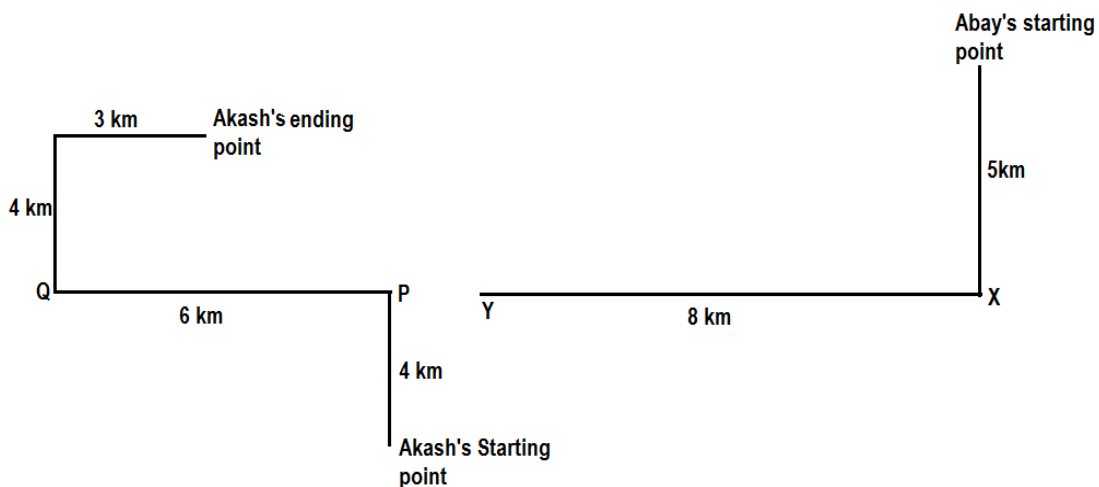 Abay's starting
point
3 km
Akash's ending
point
5km
4 km
Q
P
X
Y
6 km
8 km
4 km
Akash's Starting
point